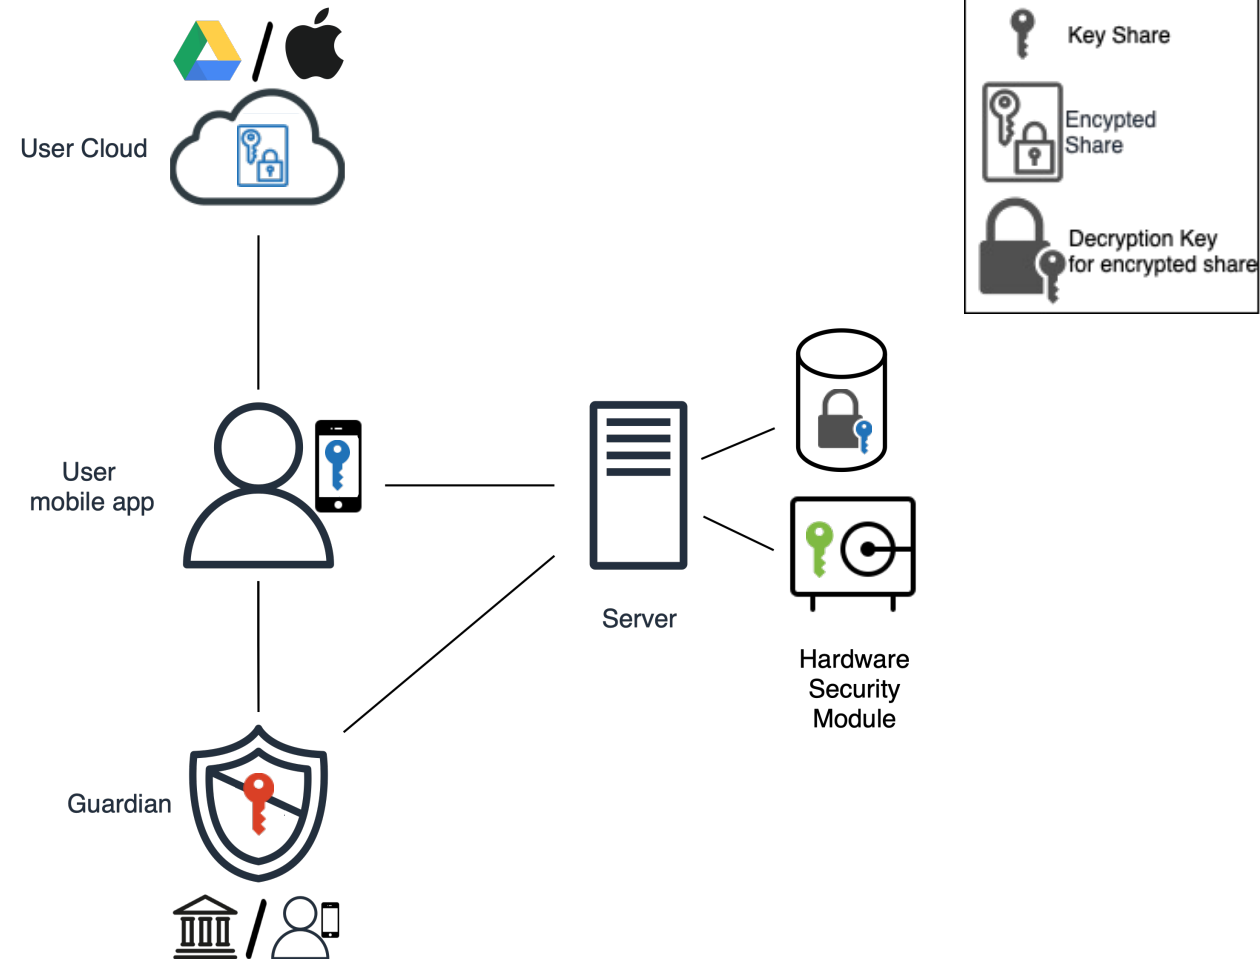 Key Share
Encypted
Share
Decryption Key
for encrypted share
User Cloud
User
mobile app
Server
Hardware
Security
Module
Guardian